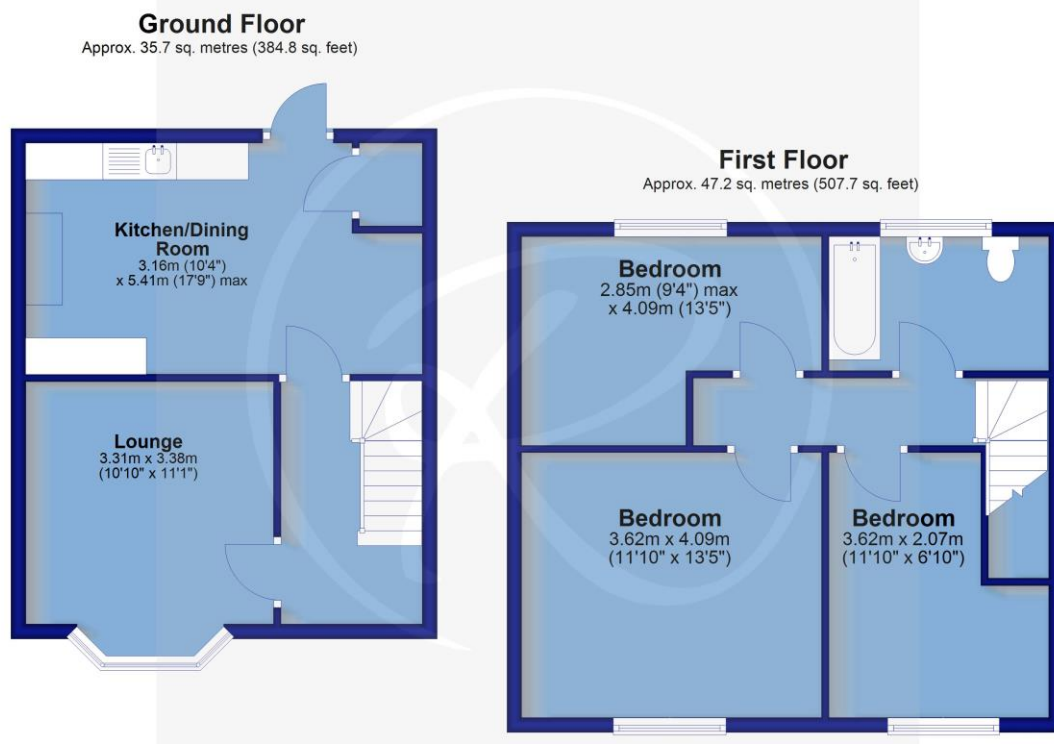 Ground Floor
Approx. 35.7 sq. metres (384.8 sq. feet)
Kitchen/Dining
Room
3.16m (10'4")
x 5.41m (17'9") max
Lounge
3.31m x 3.38m
(10'10" x 11'1")
First Floor
Approx. 47.2 sq. metres (507.7 sq. feet)
Bedroom
2.85m (9'4") max
x 4.09m (13'5")
Bedroom
3.62m x 4.09m
(11'10" x 13'5")
Bedroom
3.62m x 2.07m
(11'10" x 6'10")